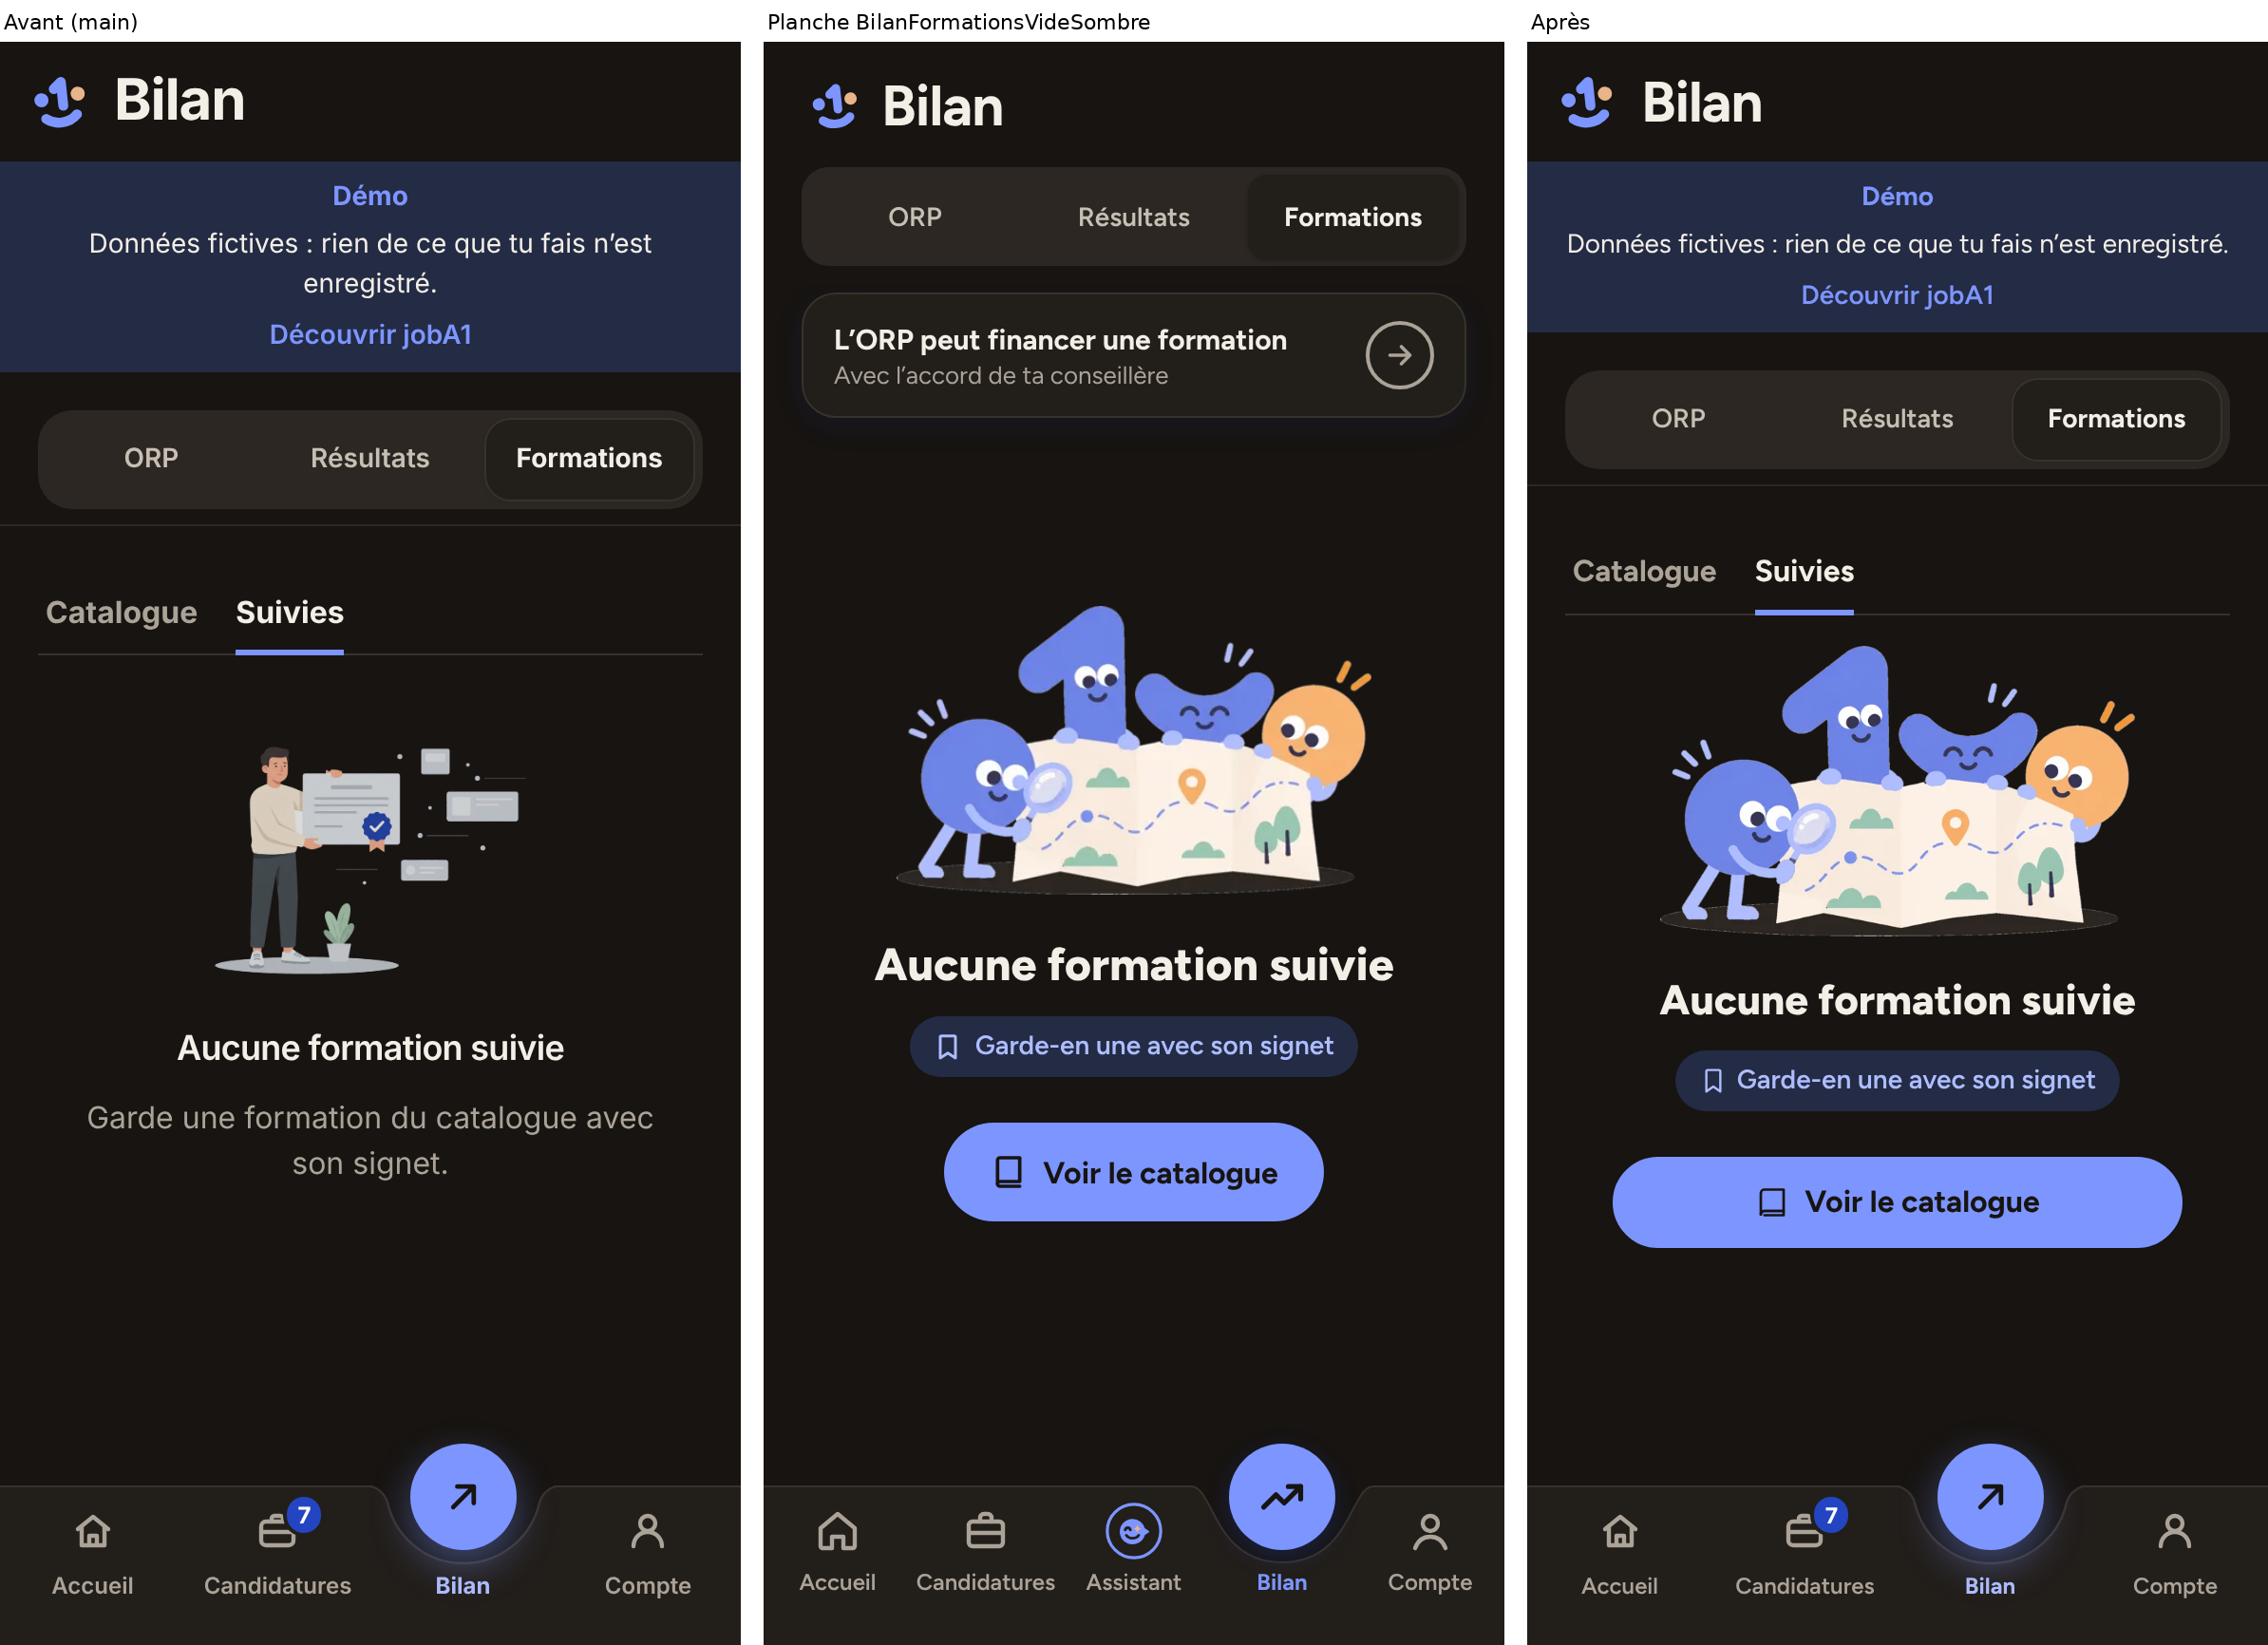 Avant (main)
Bilan
Démo
Données fictives : rien de ce que tu fais n’est
enregistré.
Découvrir jobA1
ORP Résultats Formations
Catalogue Suivies
Aucune formation suivie
Garde une formation du catalogue avec
son signet.
7
Accueil Candidatures Bilan Compte
Planche BilanFormationsVideSombre
Bilan
ORP Résultats Formations
L’ORP peut financer une formation
Avec l’accord de ta conseillère
Aucune formation suivie
Garde-en une avec son signet
Voir le catalogue
Accueil Candidatures Assistant Bilan Compte
Après
Bilan
Démo
Données fictives : rien de ce que tu fais n’est enregistré.
Découvrir jobA1
ORP Résultats Formations
Catalogue Suivies
Aucune formation suivie
Garde-en une avec son signet
Voir le catalogue
7
Accueil Candidatures Bilan Compte